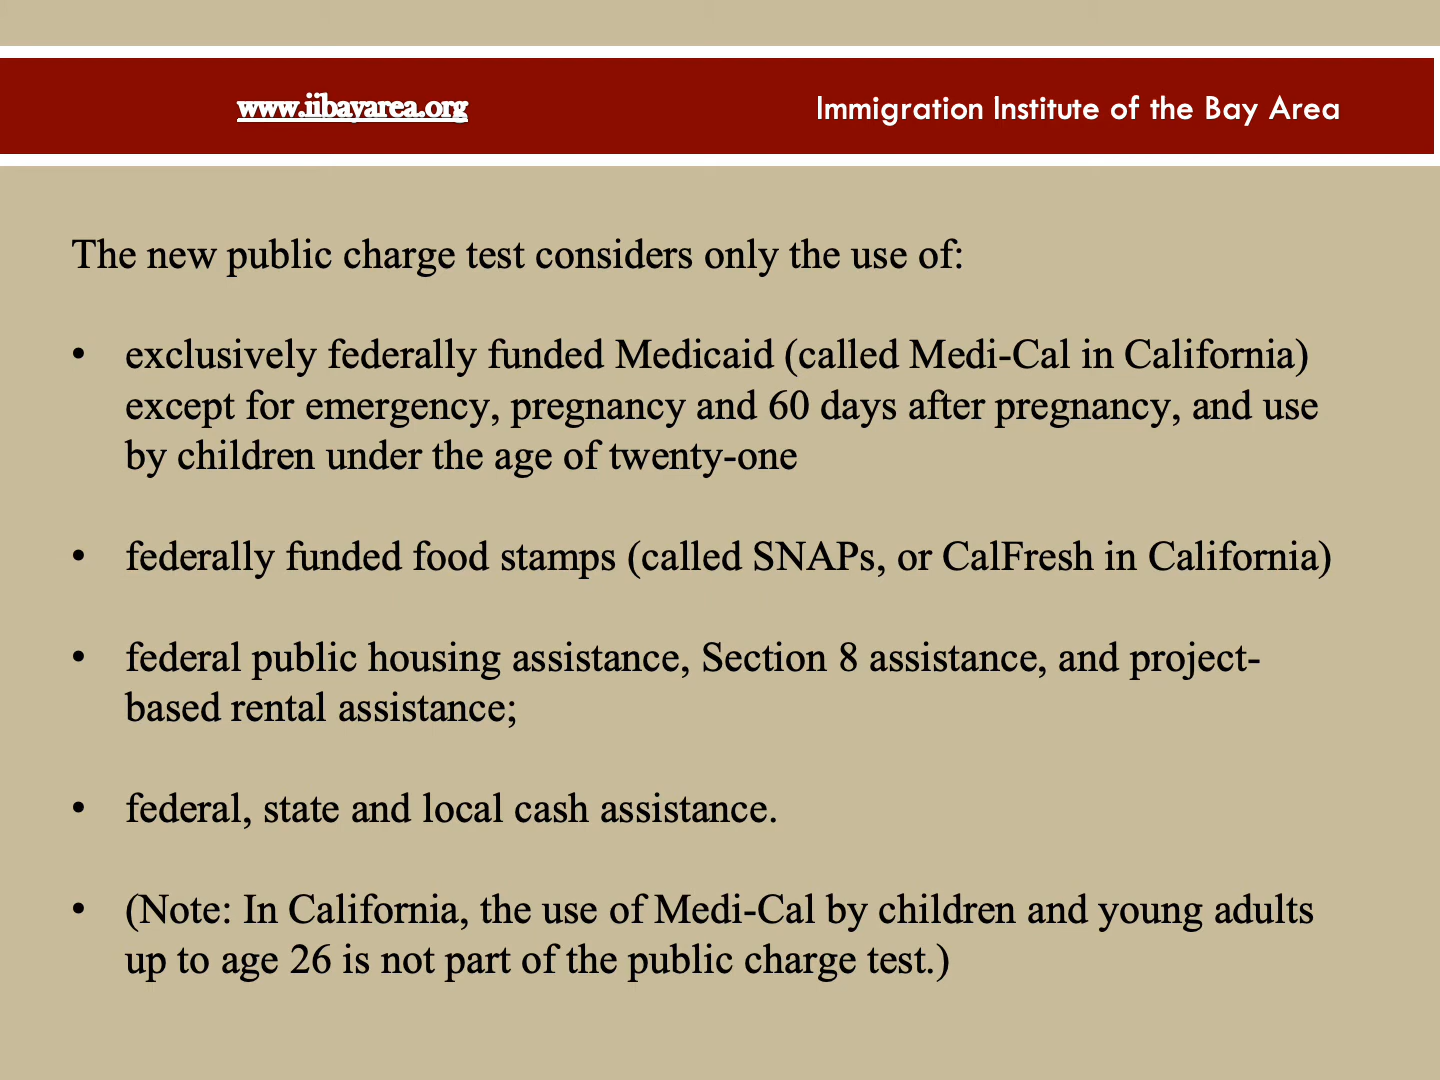 www.iibayarea.org
Immigration Institute of the Bay Area
The new public charge test considers only the use of:
• exclusively federally funded Medicaid (called Medi-Cal in California)
except for emergency, pregnancy and 60 days after pregnancy, and use
by children under the age of twenty-one
• federally funded food stamps (called SNAPs, or CalFresh in California)
• federal public housing assistance, Section 8 assistance, and project-
based rental assistance;
• federal, state and local cash assistance.
• (Note: In California, the use of Medi-Cal by children and young adults
up to age 26 is not part of the public charge test.)